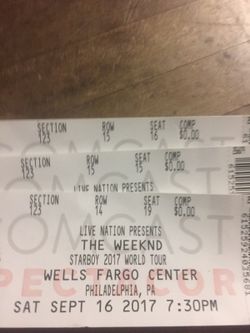 SECTION ROW SEAT COMP
123 15 16 $0.00
SECTION ROW SEAT COMP
123 15 15 $0.00
LIVE NATION PRESENTS
SECTION ROW SEAT COMP
123 14 19 $0.00
LIVE NATION PRESENTS
THE WEEKND
STARBOY 2017 WORLD TOUR
WELLS FARGO CENTER
PHILADELPHIA, PA
SAT SEPT 16 2017 7:30PM